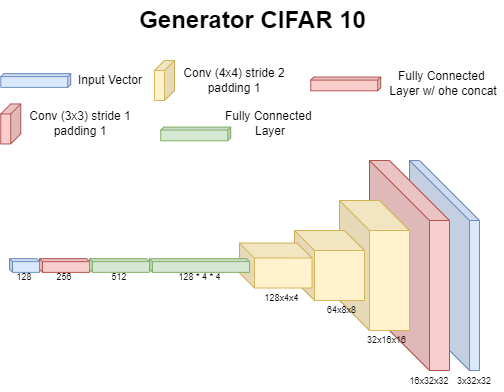 Generator CIFAR 10
Input Vector
Conv (4x4) stride 2
padding 1
Fully Connected
Layer w/ ohe concat
Conv (3x3) stride 1
padding 1
Fully Connected
Layer
128
256
512
128 * 4 * 4
128x4x4
64x8x8
32x16x16
16x32x32
3x32x32